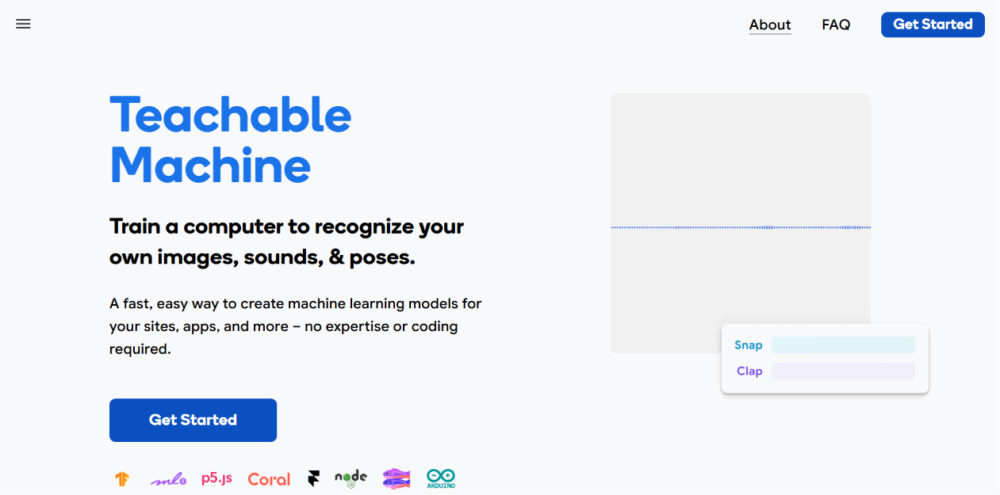 About FAQ Get Started
Teachable
Machine
Train a computer to recognize your
own images, sounds, & poses.
A fast, easy way to create machine learning models for
your sites, apps, and more – no expertise or coding
required.
Snap
Clap
Get Started
ml5 p5.js Coral node JS ARDUINO